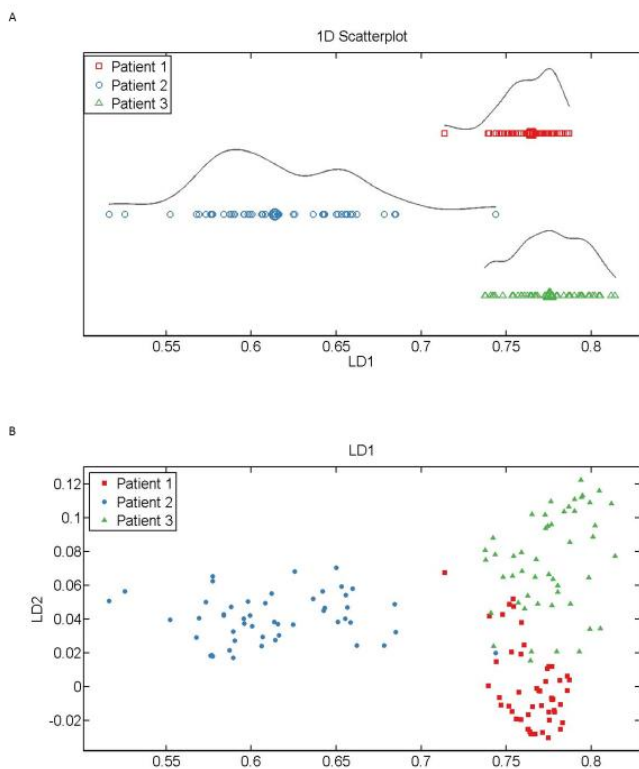 A
1D Scatterplot
Patient 1
Patient 2
Patient 3
0.55 0.6 0.65 0.7 0.75 0.8
LD1
B
LD1
0.12
Patient 1
0.1
Patient 2
Patient 3
0.08
0.06
LD2
0.04
0.02
0
-0.02
0.55 0.6 0.65 0.7 0.75 0.8